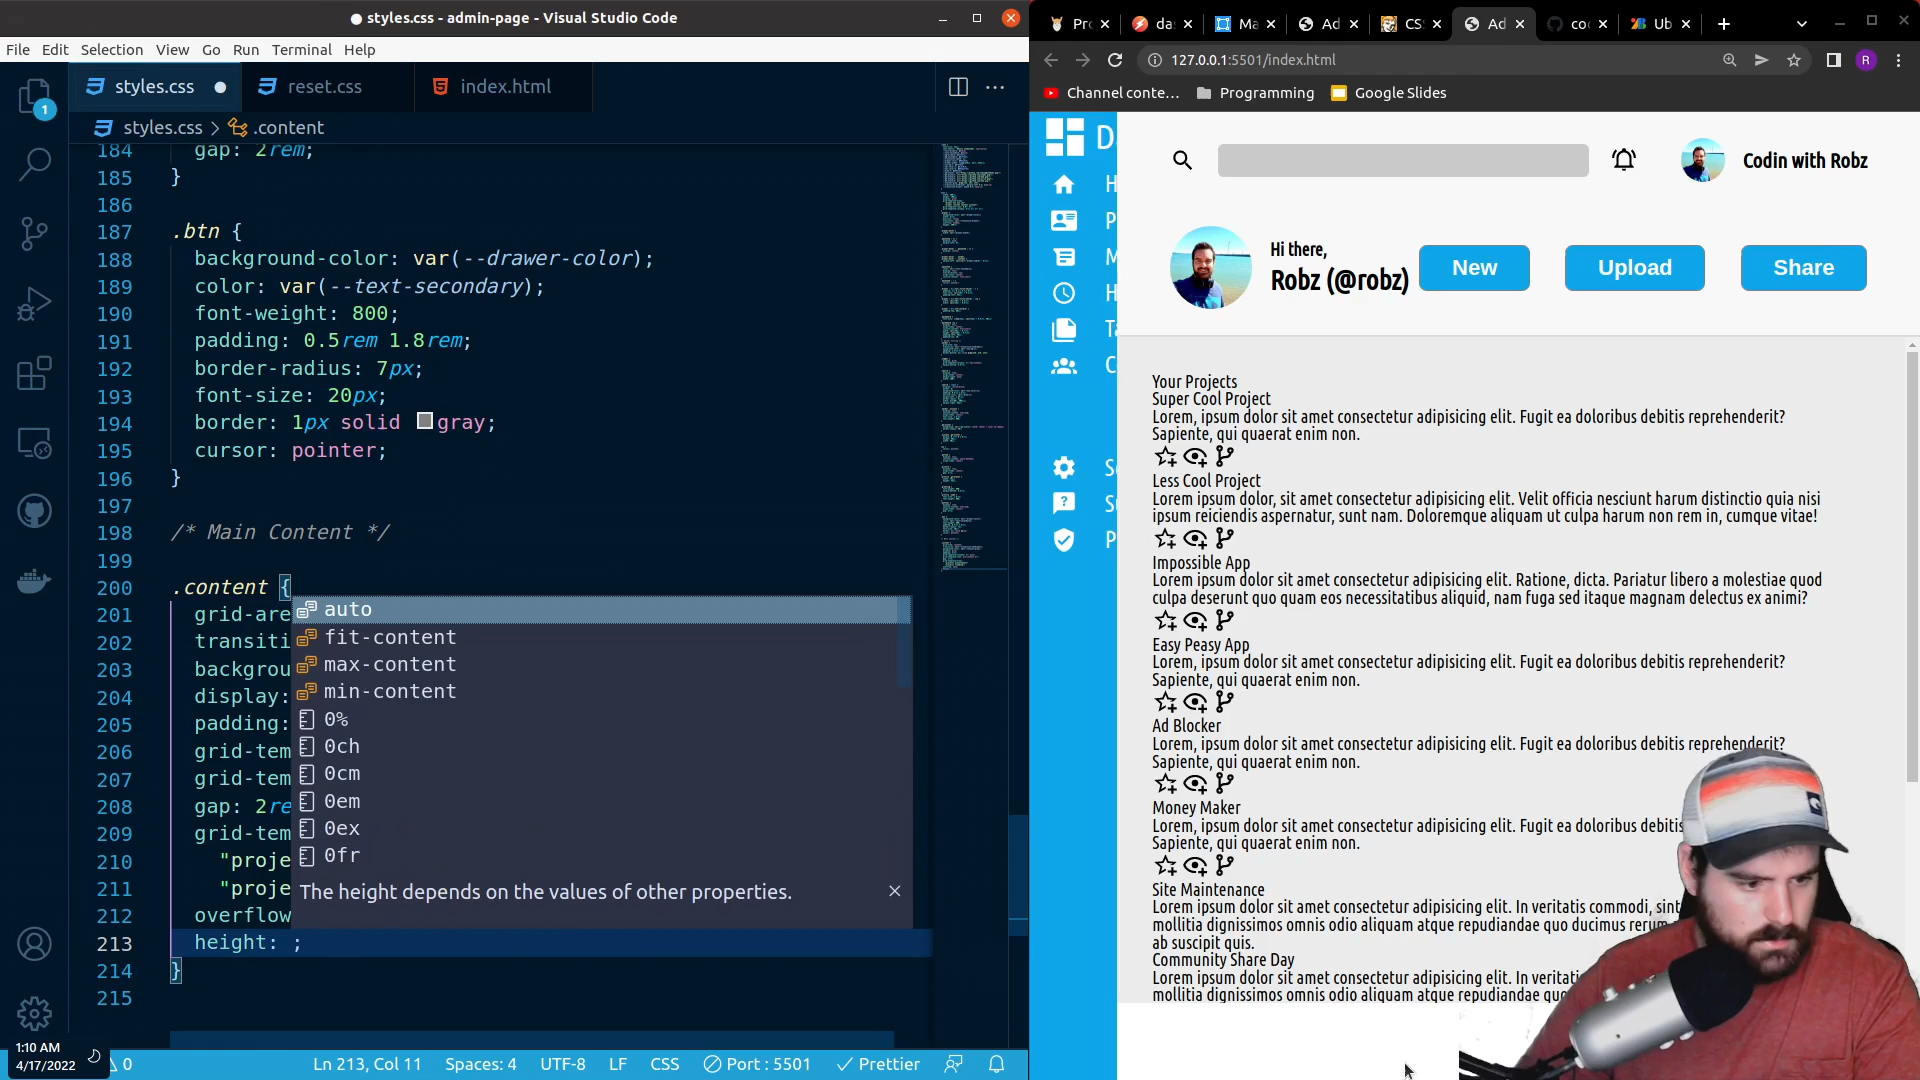 styles.css - admin-page - Visual Studio Code
File Edit Selection View Go Run Terminal Help
styles.css
reset.css
index.html
styles.css > .content
184 gap: 2rem;
185 }
186
187 .btn {
188 background-color: var(--drawer-color);
189 color: var(--text-secondary);
190 font-weight: 800;
191 padding: 0.5rem 1.8rem;
192 border-radius: 7px;
193 font-size: 20px;
194 border: 1px solid gray;
195 cursor: pointer;
196 }
197
198 /* Main Content */
199
200 .content {
201 grid-are
202 transiti
203 backgrou
204 display:
205 padding:
206 grid-tem
207 grid-tem
208 gap: 2re
209 grid-tem
210 "proje
211 "proje
212 overflow
213 height: ;
214 }
215
auto
fit-content
max-content
min-content
0%
0ch
0cm
0em
0ex
0fr
The height depends on the values of other properties.
1
1:10 AM
4/17/2022
0
Ln 213, Col 11 Spaces: 4 UTF-8 LF CSS Port : 5501 Prettier
Pro da Ma Ad CS Ad co Ub
127.0.0.1:5501/index.html
R
Channel conte... Programming Google Slides
D
H
P
M
H
Ta
C
Se
Su
P
Codin with Robz
Hi there,
Robz (@robz)
New Upload Share
Your Projects
Super Cool Project
Lorem, ipsum dolor sit amet consectetur adipisicing elit. Fugit ea doloribus debitis reprehenderit?
Sapiente, qui quaerat enim non.
Less Cool Project
Lorem ipsum dolor, sit amet consectetur adipisicing elit. Velit officia nesciunt harum distinctio quia nisi
ipsum reiciendis aspernatur, sunt nam. Doloremque aliquam ut culpa harum non rem in, cumque vitae!
Impossible App
Lorem ipsum dolor sit amet consectetur adipisicing elit. Ratione, dicta. Pariatur libero a molestiae quod
culpa deserunt quo quam eos necessitatibus aliquid, nam fuga sed itaque magnam delectus ex animi?
Easy Peasy App
Lorem, ipsum dolor sit amet consectetur adipisicing elit. Fugit ea doloribus debitis reprehenderit?
Sapiente, qui quaerat enim non.
Ad Blocker
Lorem, ipsum dolor sit amet consectetur adipisicing elit. Fugit ea doloribus debitis reprehenderit?
Sapiente, qui quaerat enim non.
Money Maker
Lorem, ipsum dolor sit amet consectetur adipisicing elit. Fugit ea doloribus debitis
Sapiente, qui quaerat enim non.
Site Maintenance
Lorem ipsum dolor sit amet consectetur adipisicing elit. In veritatis commodi, sint
mollitia dignissimos omnis odio aliquam atque repudiandae quo ducimus rerum
ab suscipit quis.
Community Share Day
Lorem ipsum dolor sit amet consectetur adipisicing elit. In veritatis
mollitia dignissimos omnis odio aliquam atque repudiandae quo